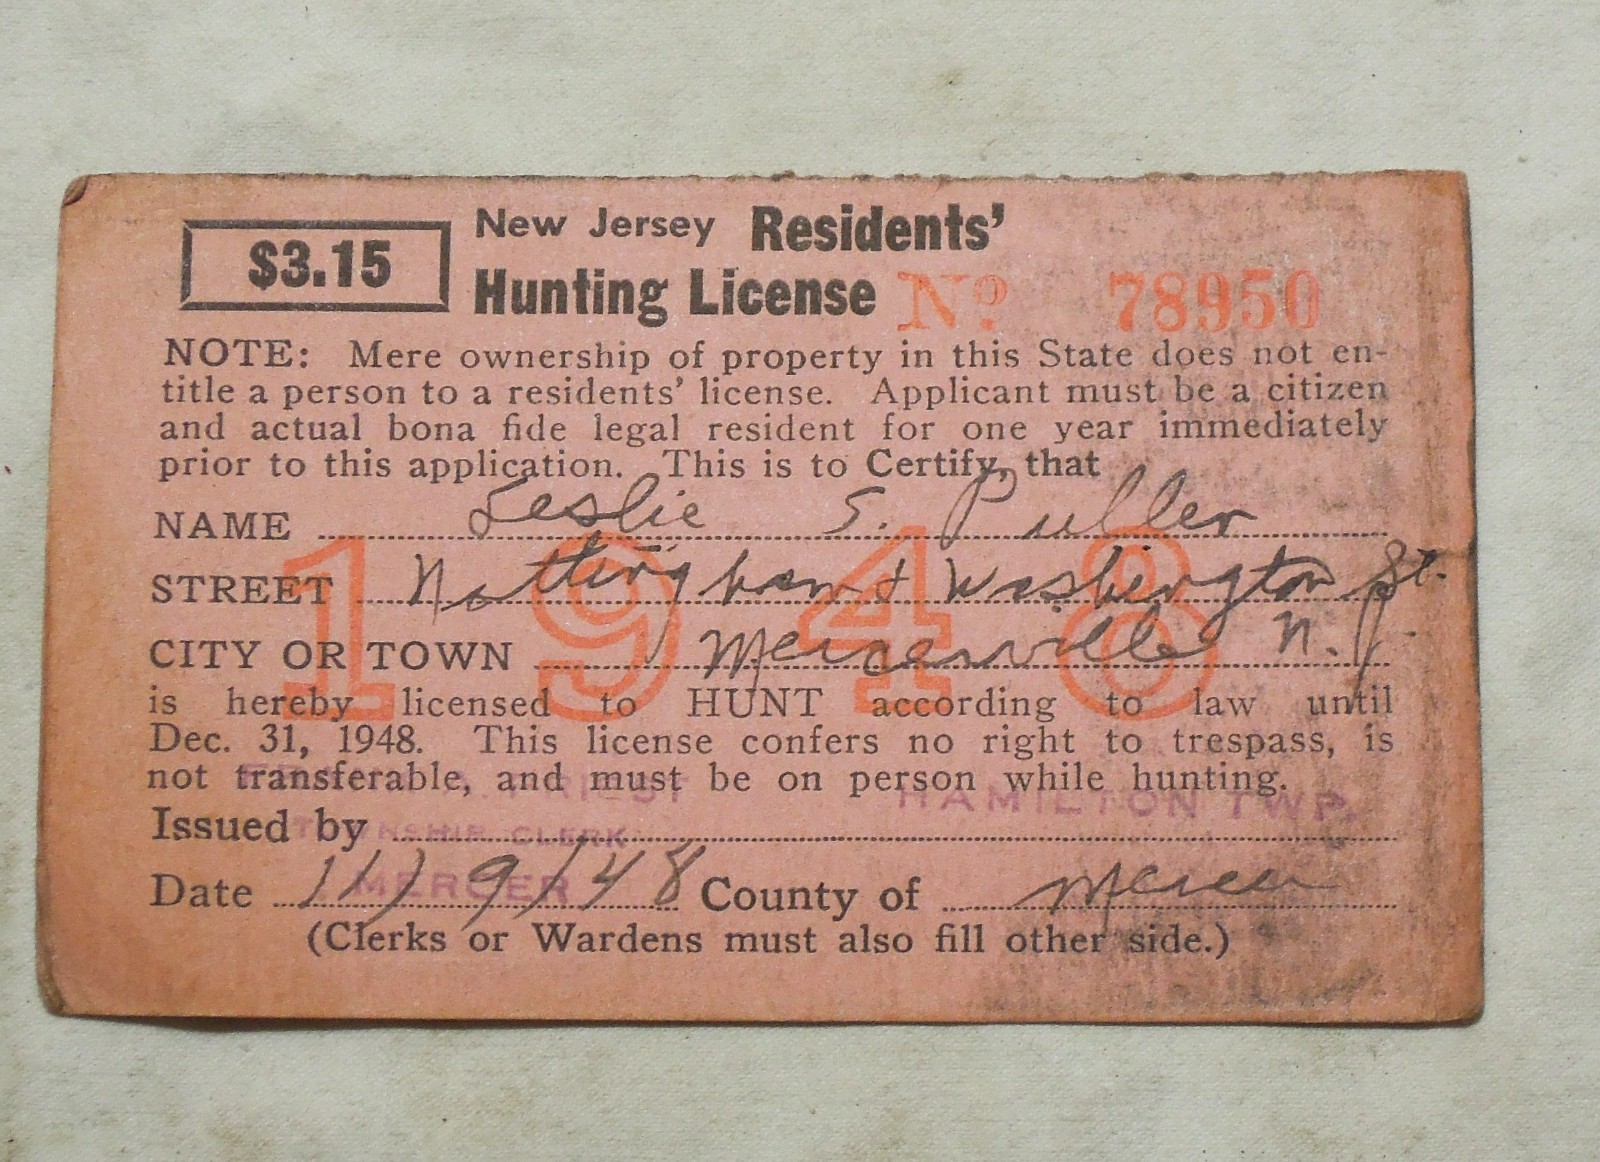 $3.15
New Jersey Residents'
Hunting License No 78950
NOTE: Mere ownership of property in this State does not en-
title a person to a residents' license. Applicant must be a citizen
and actual bona fide legal resident for one year immediately
prior to this application. This is to Certify, that
NAME Leslie S. Puller
STREET Nottingham & Washington St.
CITY OR TOWN Mercerville N.J.
1948
is hereby licensed to HUNT according to law until
Dec. 31, 1948. This license confers no right to trespass, is
not transferable, and must be on person while hunting.
HAMILTON TWP.
Issued by TOWNSHIP CLERK
MERCER
Date 11/9/48 County of Mercer
(Clerks or Wardens must also fill other side.)